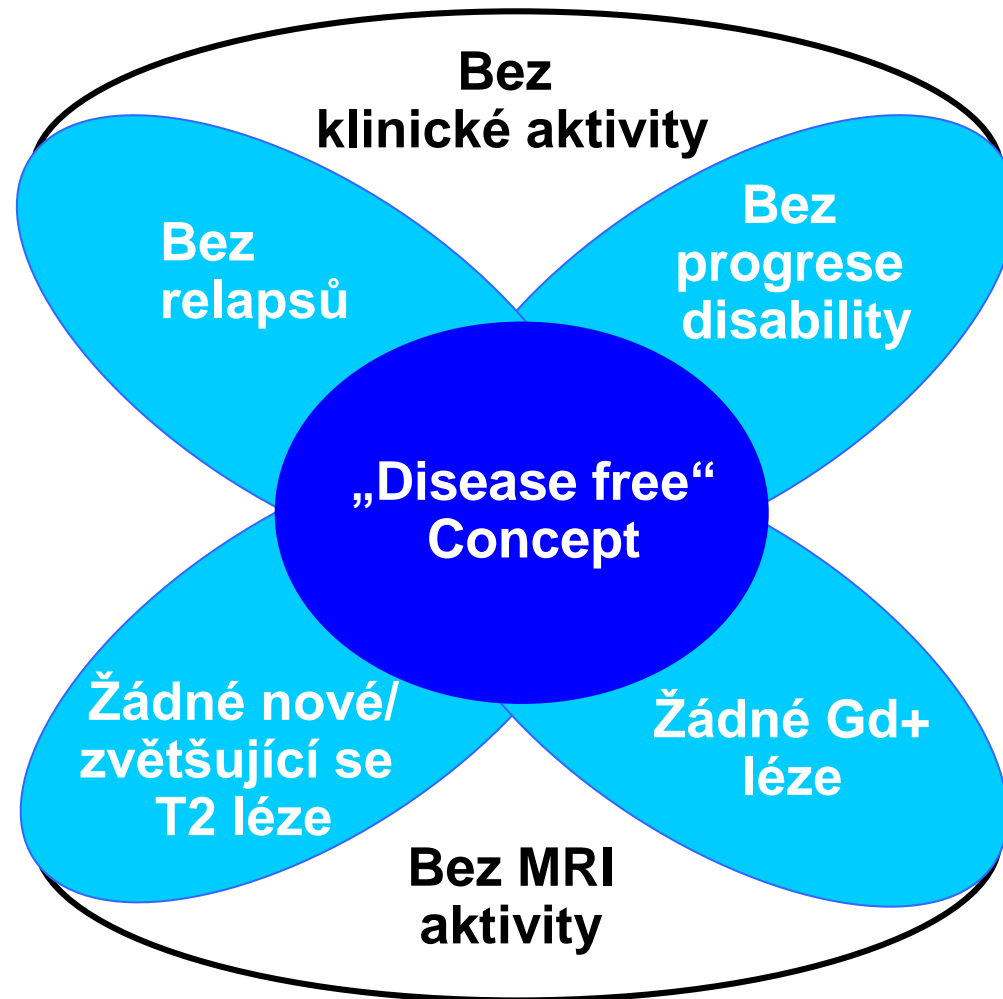 Bez
klinické aktivity
Bez
relapsů
Bez
progrese
disability
„Disease free“
Concept
Žádné nové/
zvětšující se
T2 léze
Žádné Gd+
léze
Bez MRI
aktivity